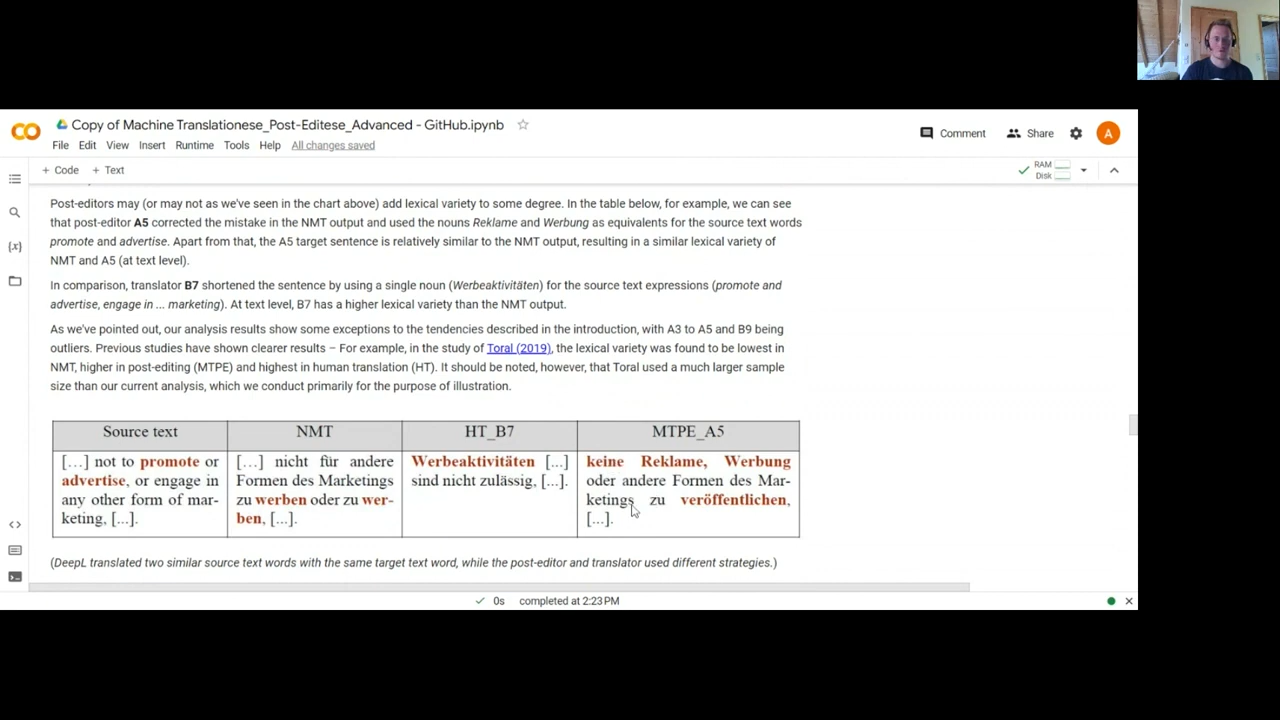 Copy of Machine Translationese_Post-Editese_Advanced - GitHub.ipynb
File Edit View Insert Runtime Tools Help All changes saved
Comment Share A
+ Code + Text
RAM
Disk
Post-editors may (or may not as we've seen in the chart above) add lexical variety to some degree. In the table below, for example, we can see
that post-editor A5 corrected the mistake in the NMT output and used the nouns Reklame and Werbung as equivalents for the source text words
promote and advertise. Apart from that, the A5 target sentence is relatively similar to the NMT output, resulting in a similar lexical variety of
NMT and A5 (at text level).
In comparison, translator B7 shortened the sentence by using a single noun (Werbeaktivitäten) for the source text expressions (promote and
advertise, engage in ... marketing). At text level, B7 has a higher lexical variety than the NMT output.
As we've pointed out, our analysis results show some exceptions to the tendencies described in the introduction, with A3 to A5 and B9 being
outliers. Previous studies have shown clearer results – For example, in the study of Toral (2019), the lexical variety was found to be lowest in
NMT, higher in post-editing (MTPE) and highest in human translation (HT). It should be noted, however, that Toral used a much larger sample
size than our current analysis, which we conduct primarily for the purpose of illustration.
Source text
[…] not to promote or
advertise, or engage in
any other form of mar-
keting, […].
NMT
[…] nicht für andere
Formen des Marketings
zu werben oder zu wer-
ben, […].
HT_B7
Werbeaktivitäten […]
sind nicht zulässig, […].
MTPE_A5
keine Reklame, Werbung
oder andere Formen des Mar-
ketings zu veröffentlichen,
[…].
(DeepL translated two similar source text words with the same target text word, while the post-editor and translator used different strategies.)
0s completed at 2:23 PM